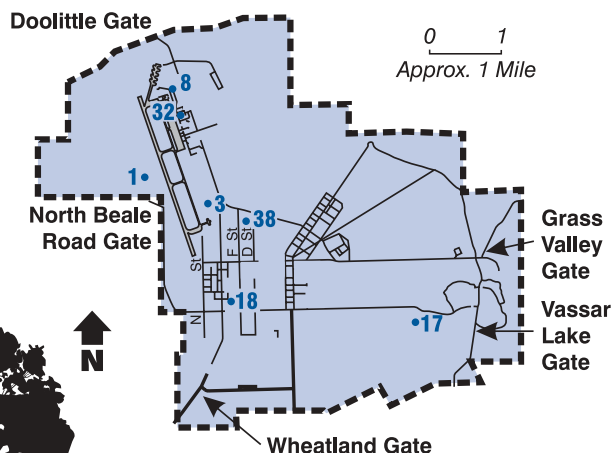 Doolittle Gate
0 1
Approx. 1 Mile
8
32
1
3
North Beale
Road Gate
38
St
F St
D St
Grass
Valley
Gate
18
N
17
Vassar
Lake
Gate
N
Wheatland Gate